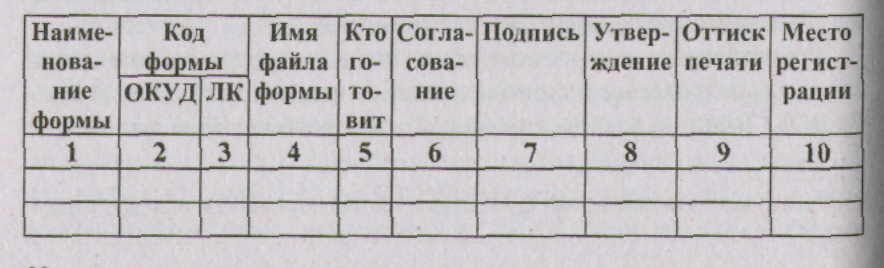 Наиме- Код Имя Кто Согла- Подпись Утвер- Оттиск Место
нова- формы файла го- сова- ждение печати регист-
ние ОКУД ЛК формы то- ние рации
формы вит
1 2 3 4 5 6 7 8 9 10